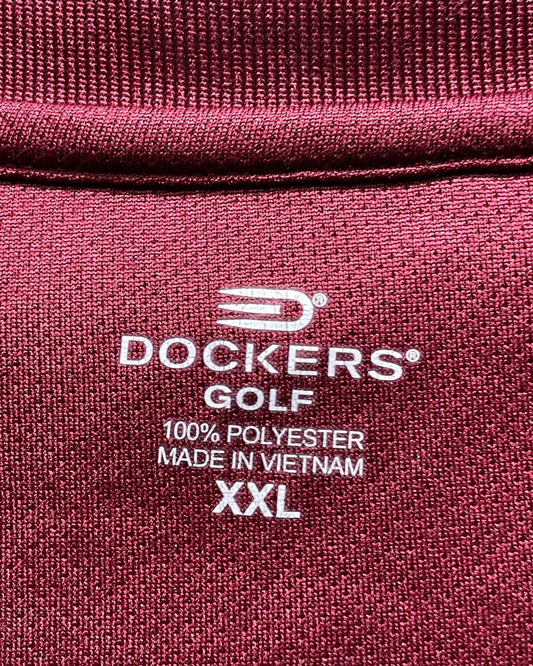 ®
DOCKERS®
GOLF
100% POLYESTER
MADE IN VIETNAM
XXL